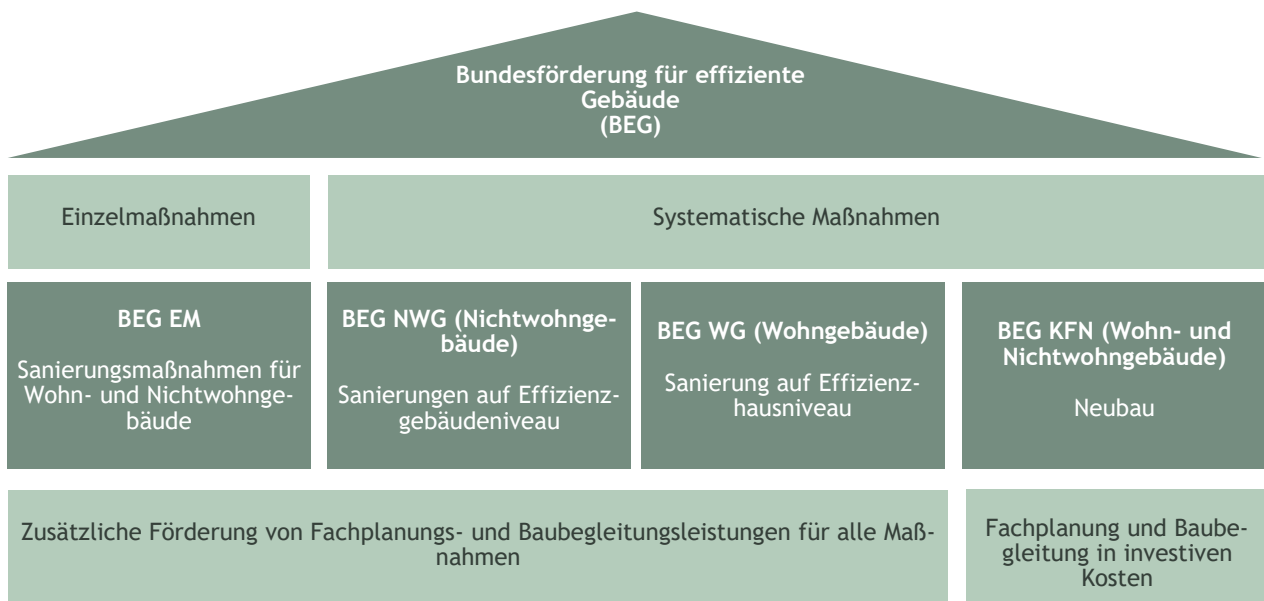 Bundesförderung für effiziente
Gebäude
(BEG)
Einzelmaßnahmen
Systematische Maßnahmen
BEG EM
Sanierungsmaßnahmen für
Wohn- und Nichtwohnge-
bäude
BEG NWG (Nichtwohnge-
bäude)
Sanierungen auf Effizienz-
gebäudeniveau
BEG WG (Wohngebäude)
Sanierung auf Effizienz-
hausniveau
BEG KFN (Wohn- und
Nichtwohngebäude)
Neubau
Zusätzliche Förderung von Fachplanungs- und Baubegleitungsleistungen für alle Maß-
nahmen
Fachplanung und Baube-
gleitung in investiven
Kosten